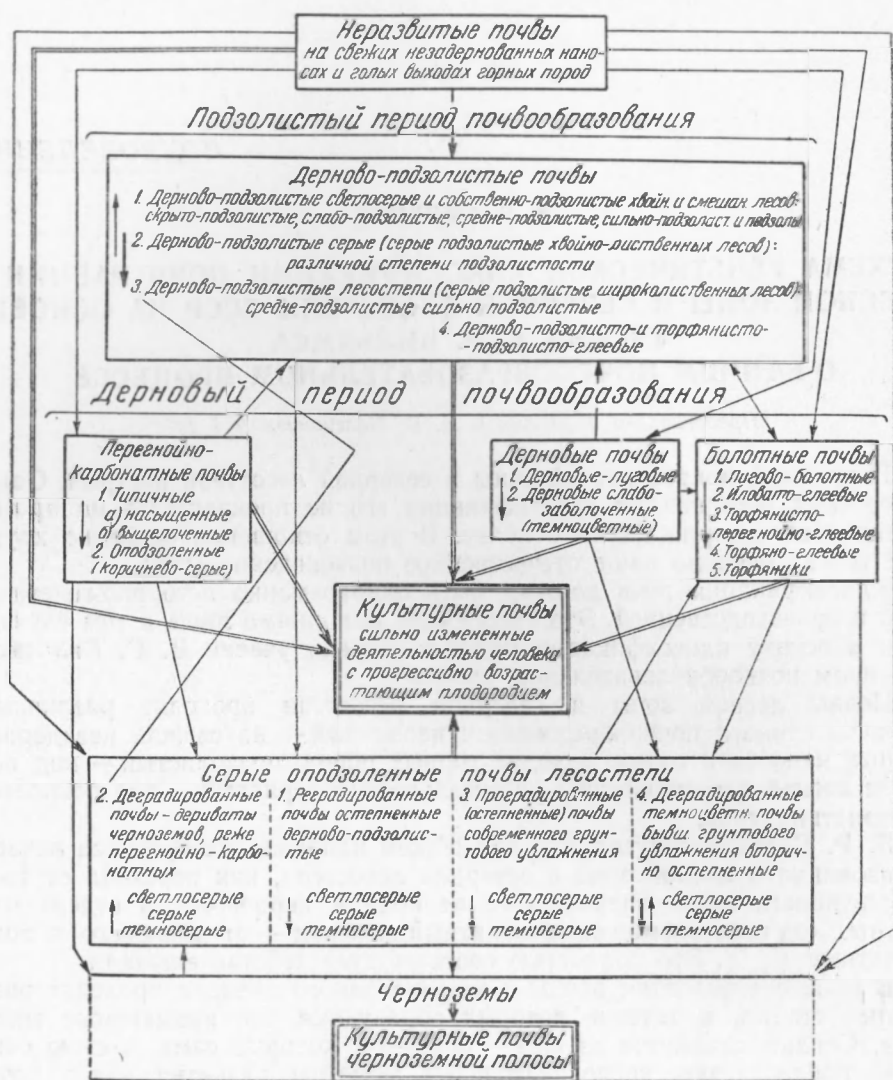 Неразвитые почвы
на свежих незадернованных нано-
сах и голых выходах горных пород
Подзолистый период почвообразования
Дерново-подзолистые почвы
1. Дерново-подзолистые светлосерые и собственно-подзолистые хвойн. и смешан. лесов-
скрыто-подзолистые, слабо-подзолистые, средне-подзолистые, сильно-подзолист. и подзолы
2. Дерново-подзолистые серые (серые подзолистые хвойно-лиственных лесов):
различной степени подзолистости
3. Дерново-подзолистые лесостепи (серые подзолистые широколиственных лесов):
средне-подзолистые, сильно подзолистые
4. Дерново-подзолисто-и торфянисто-
-подзолисто-глеевые
Дерновый период почвообразования
Перегнойно-
карбонатные почвы
1. Типичные
а) насыщенные
б) выщелоченные
2. Оподзоленные
(коричнево-серые)
Дерновые почвы
1. Дерновые-луговые
2. Дерновые слабо-
заболоченные
(темноцветные)
Болотные почвы
1. Лугово-болотные
2. Иловато-глеевые
3. Торфянисто-
перегнойно-глеевые
4. Торфяно-глеевые
5. Торфяники
Культурные почвы
сильно измененные
деятельностью человека
с прогрессивно возрас-
тающим плодородием
Серые оподзоленные почвы лесостепи
2. Деградированные
почвы-дериваты
черноземов, реже
перегнойно-карбо-
натных
светлосерые
серые
темносерые
1. Реградированные
почвы остепненные
дерново-подзолис-
тые
светлосерые
серые
темносерые
3. Проградированные
(остепнённые) почвы
современного грун-
тового увлажнения
светлосерые
серые
темносерые
4. Деградированные
темноцветн. почвы
бывш. грунтового
увлажнения вторич-
но остепненные
светлосерые
серые
темносерые
Черноземы
Культурные почвы
черноземной полосы